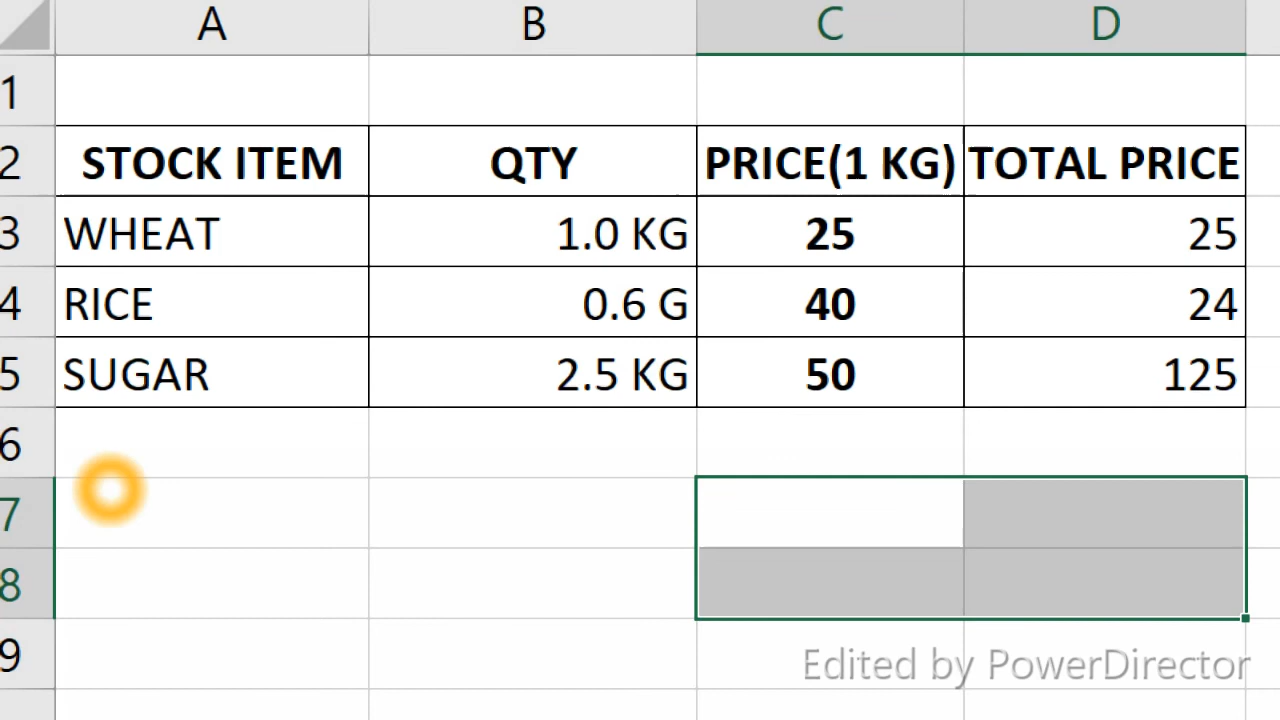 A B C D
1
2 STOCK ITEM QTY PRICE(1 KG) TOTAL PRICE
3 WHEAT 1.0 KG 25 25
4 RICE 0.6 G 40 24
5 SUGAR 2.5 KG 50 125
6
7
8
9
Edited by PowerDirector